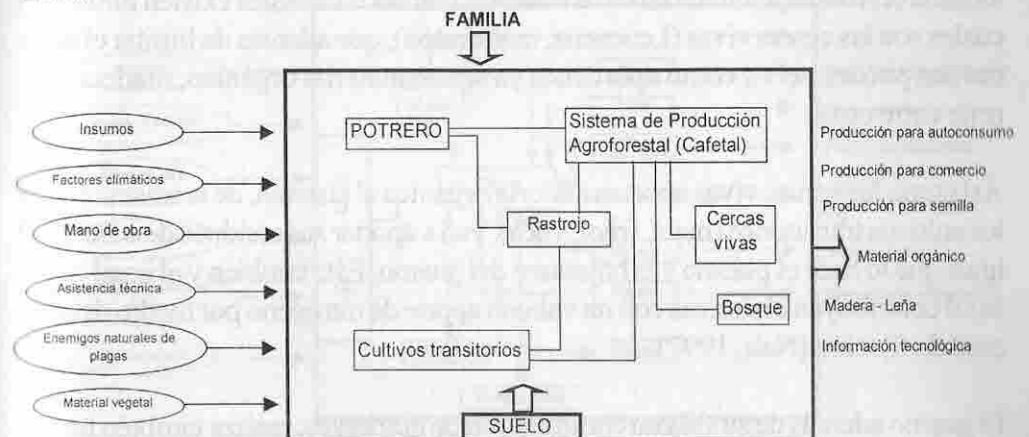 FAMILIA
Insumos
Factores climáticos
Mano de obra
Asistencia técnica
Enemigos naturales de
plagas
Material vegetal
POTRERO
Sistema de Producción
Agroforestal (Cafetal)
Rastrojo
Cercas
vivas
Bosque
Cultivos transitorios
SUELO
Producción para autoconsumo
Producción para comercio
Producción para semilla
Material orgánico
Madera - Leña
Información tecnológica